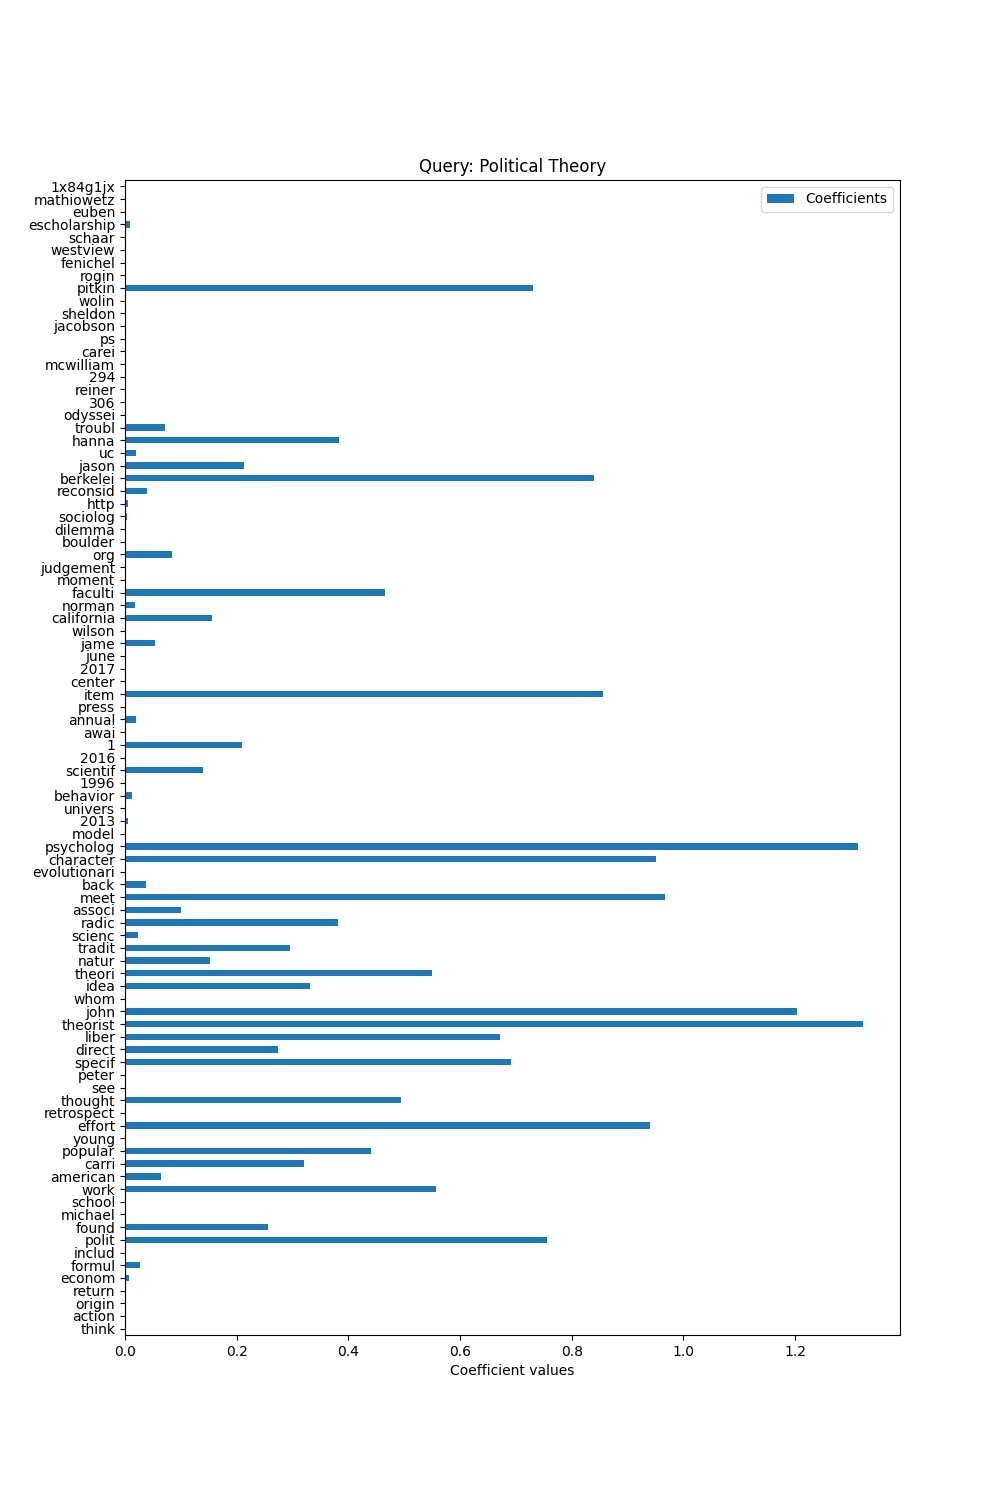 Query: Political Theory
Coefficients
1x84g1jx
mathiowetz
euben
escholarship
schaar
westview
fenichel
rogin
pitkin
wolin
sheldon
jacobson
ps
carei
mcwilliam
294
reiner
306
odyssei
troubl
hanna
uc
jason
berkelei
reconsid
http
sociolog
dilemma
boulder
org
judgement
moment
faculti
norman
california
wilson
jame
june
2017
center
item
press
annual
awai
1
2016
scientif
1996
behavior
univers
2013
model
psycholog
character
evolutionari
back
meet
associ
radic
scienc
tradit
natur
theori
idea
whom
john
theorist
liber
direct
specif
peter
see
thought
retrospect
effort
young
popular
carri
american
work
school
michael
found
polit
includ
formul
econom
return
origin
action
think
0.0 0.2 0.4 0.6 0.8 1.0 1.2
Coefficient values